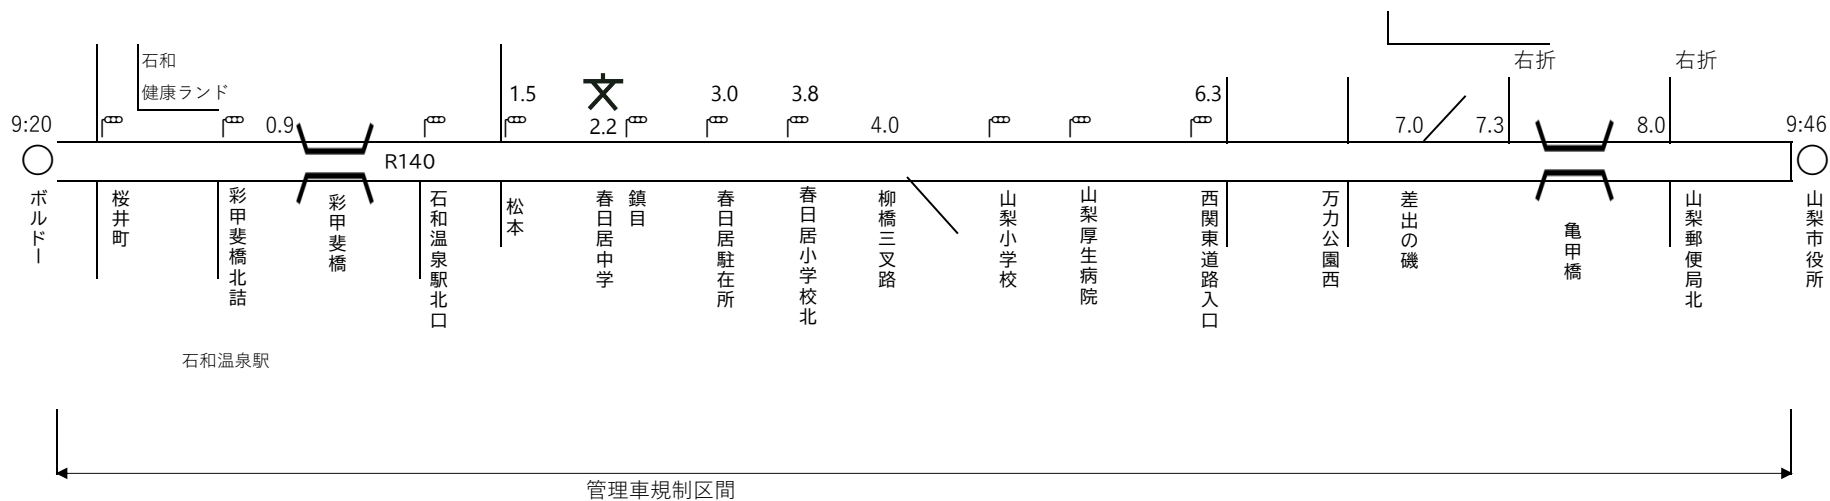 石和
健康ランド
右折
右折
1.5
3.0
3.8
6.3
9:20
0.9
2.2
4.0
7.0
7.3
8.0
9:46
R140
ボルドー
桜井町
彩甲斐橋北詰
彩甲斐橋
石和温泉駅北口
松本
春日居中学
鎮目
春日居駐在所
春日居小学校北
柳橋三叉路
山梨小学校
山梨厚生病院
西関東道路入口
万力公園西
差出の磯
亀甲橋
山梨郵便局北
山梨市役所
石和温泉駅
管理車規制区間